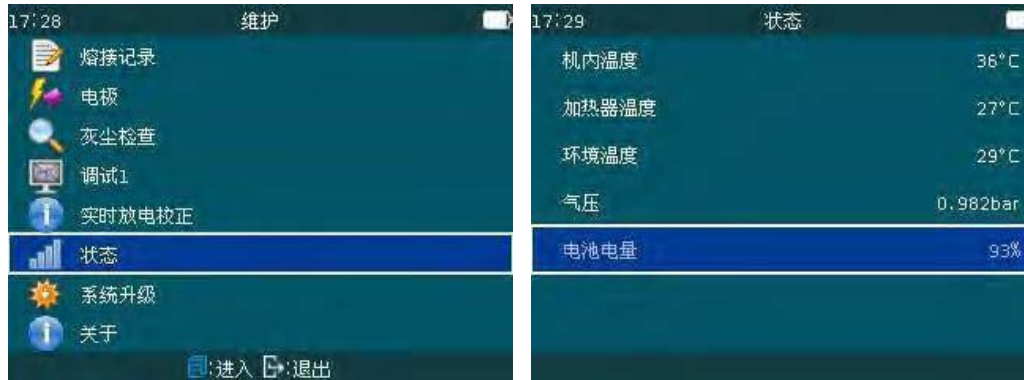 17:28 维护
熔接记录
电极
灰尘检查
调试1
实时放电校正
状态
系统升级
关于
:进入 :退出
17:29 状态
机内温度 36°C
加热器温度 27°C
环境温度 29°C
气压 0.982bar
电池电量 93%